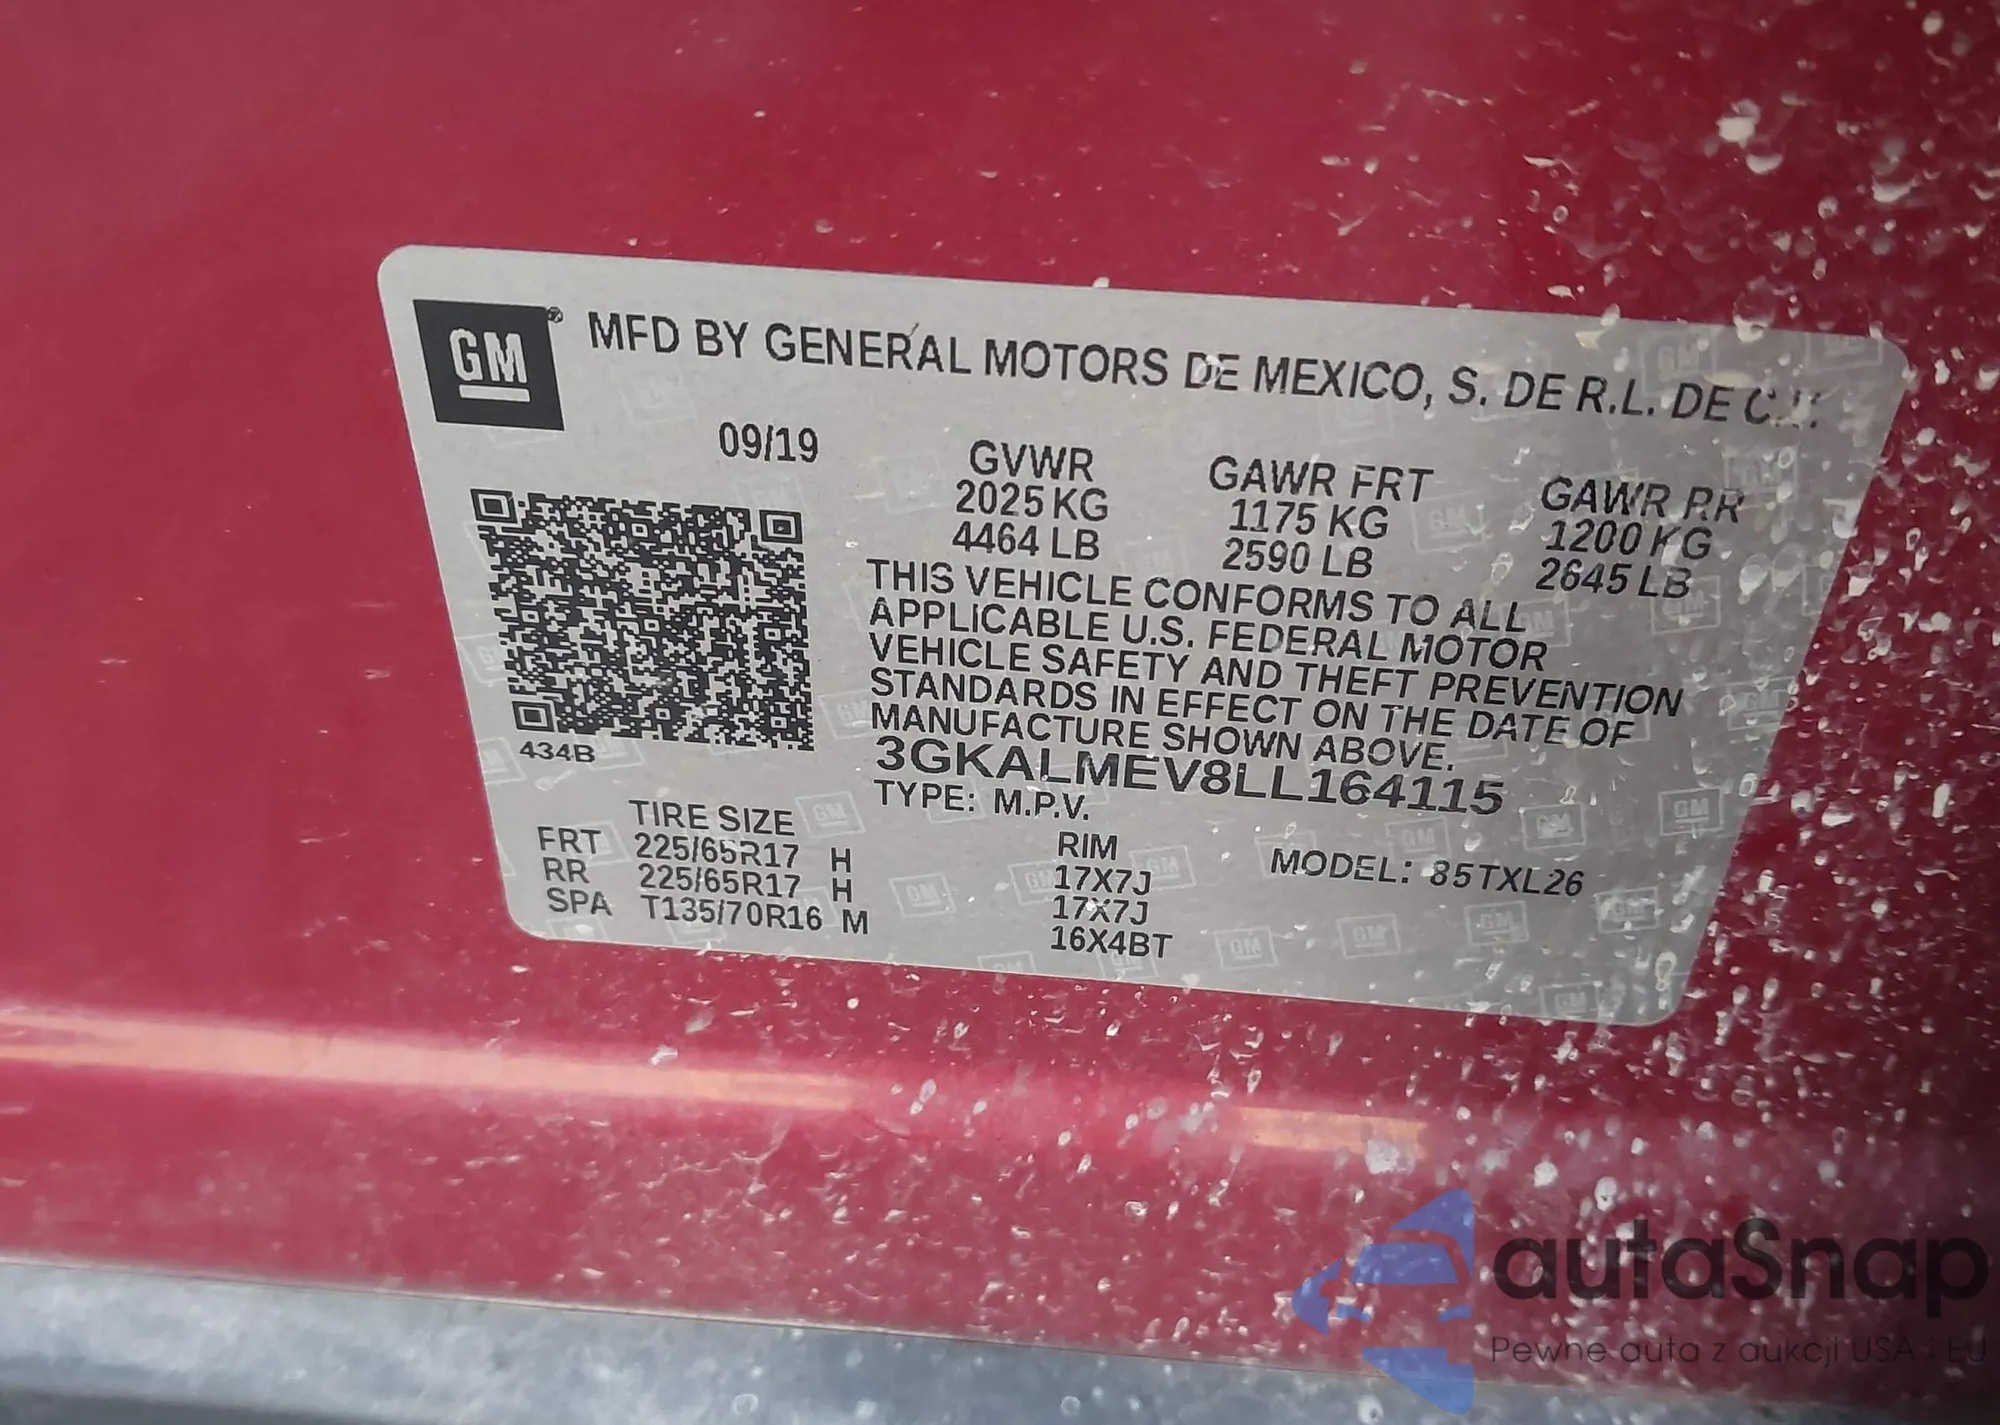 GM® MFD BY GENERAL MOTORS DE MEXICO, S. DE R.L. DE C.V.
09/19
GVWR GAWR FRT GAWR RR
2025 KG 1175 KG 1200 KG
4464 LB 2590 LB 2645 LB
THIS VEHICLE CONFORMS TO ALL
APPLICABLE U.S. FEDERAL MOTOR
VEHICLE SAFETY AND THEFT PREVENTION
STANDARDS IN EFFECT ON THE DATE OF
MANUFACTURE SHOWN ABOVE.
434B
3GKALMEV8LL164115
TYPE: M.P.V.
TIRE SIZE RIM
FRT 225/65R17 H 17X7J
RR 225/65R17 H 17X7J
SPA T135/70R16 M 16X4BT
MODEL: 85TXL26
autaSnap
Pewne auta z aukcji USA i EU